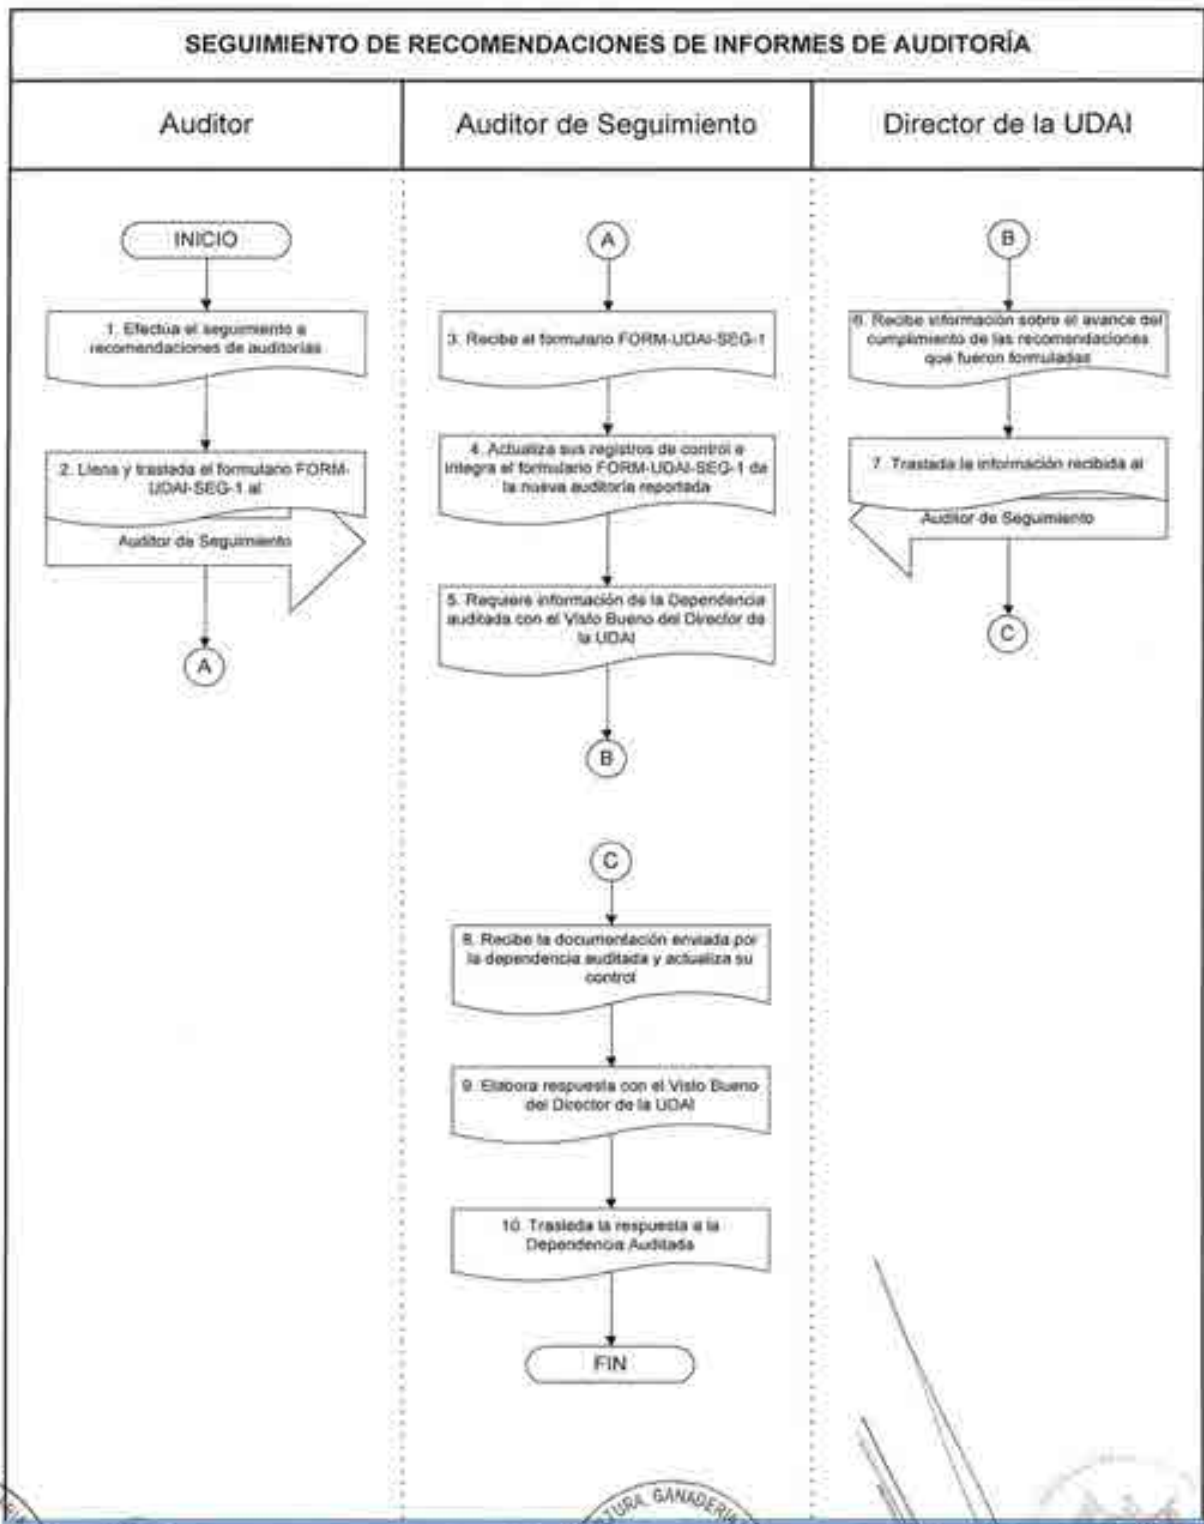 SEGUIMIENTO DE RECOMENDACIONES DE INFORMES DE AUDITORÍA
Auditor
Auditor de Seguimiento
Director de la UDAI
INICIO
1. Efectúa el seguimiento a
recomendaciones de auditorías
2. Llena y traslada el formulario FORM-
UDAI-SEG-1 al
Auditor de Seguimiento
A
A
3. Recibe el formulario FORM-UDAI-SEG-1
4. Actualiza sus registros de control e
integra el formulario FORM-UDAI-SEG-1 de
la nueva auditoría reportada
5. Requiere información de la Dependencia
auditada con el Visto Bueno del Director de
la UDAI
B
B
6. Recibe información sobre el avance del
cumplimiento de las recomendaciones
que fueron formuladas
7. Traslada la información recibida al
Auditor de Seguimiento
C
C
8. Recibe la documentación enviada por
la dependencia auditada y actualiza su
control
9. Elabora respuesta con el Visto Bueno
del Director de la UDAI
10. Traslada la respuesta a la
Dependencia Auditada
FIN
GANADERIA